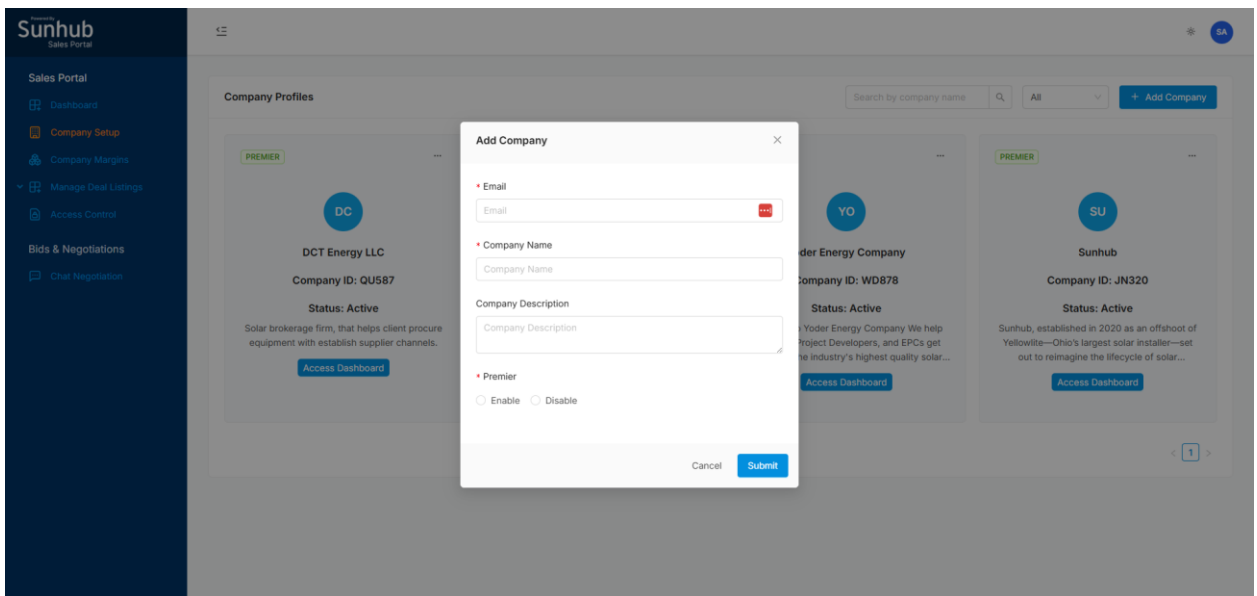 Powered By
Sunhub
Sales Portal
SA
Sales Portal
Dashboard
Company Setup
Company Margins
Manage Deal Listings
Access Control
Bids & Negotiations
Chat Negotiation
Company Profiles
Search by company name
All
+ Add Company
PREMIER
DC
DCT Energy LLC
Company ID: QU587
Status: Active
Solar brokerage firm, that helps client procure
equipment with establish supplier channels.
Access Dashboard
Add Company
* Email
Email
* Company Name
Company Name
Company Description
Company Description
* Premier
Enable
Disable
Cancel
Submit
YO
der Energy Company
ompany ID: WD878
Status: Active
Yoder Energy Company We help
Project Developers, and EPCs get
he industry's highest quality solar...
Access Dashboard
PREMIER
SU
Sunhub
Company ID: JN320
Status: Active
Sunhub, established in 2020 as an offshoot of
Yellowlite—Ohio's largest solar installer—set
out to reimagine the lifecycle of solar...
Access Dashboard
< 1 >